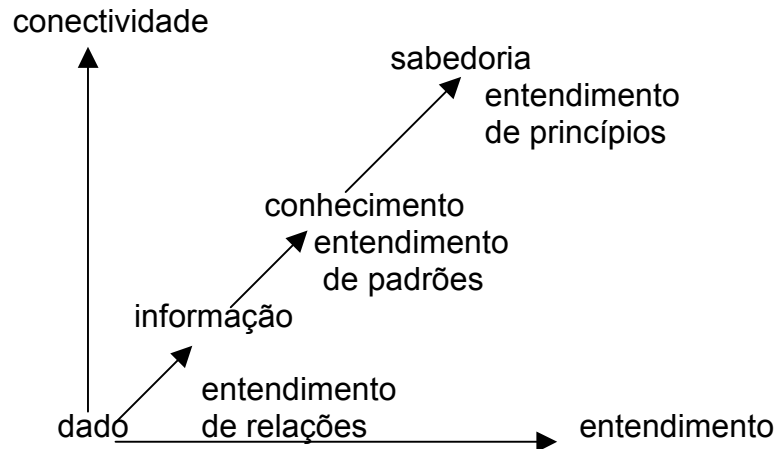 conectividade
sabedoria
entendimento
de princípios
conhecimento
entendimento
de padrões
informação
entendimento
de relações
dado
entendimento